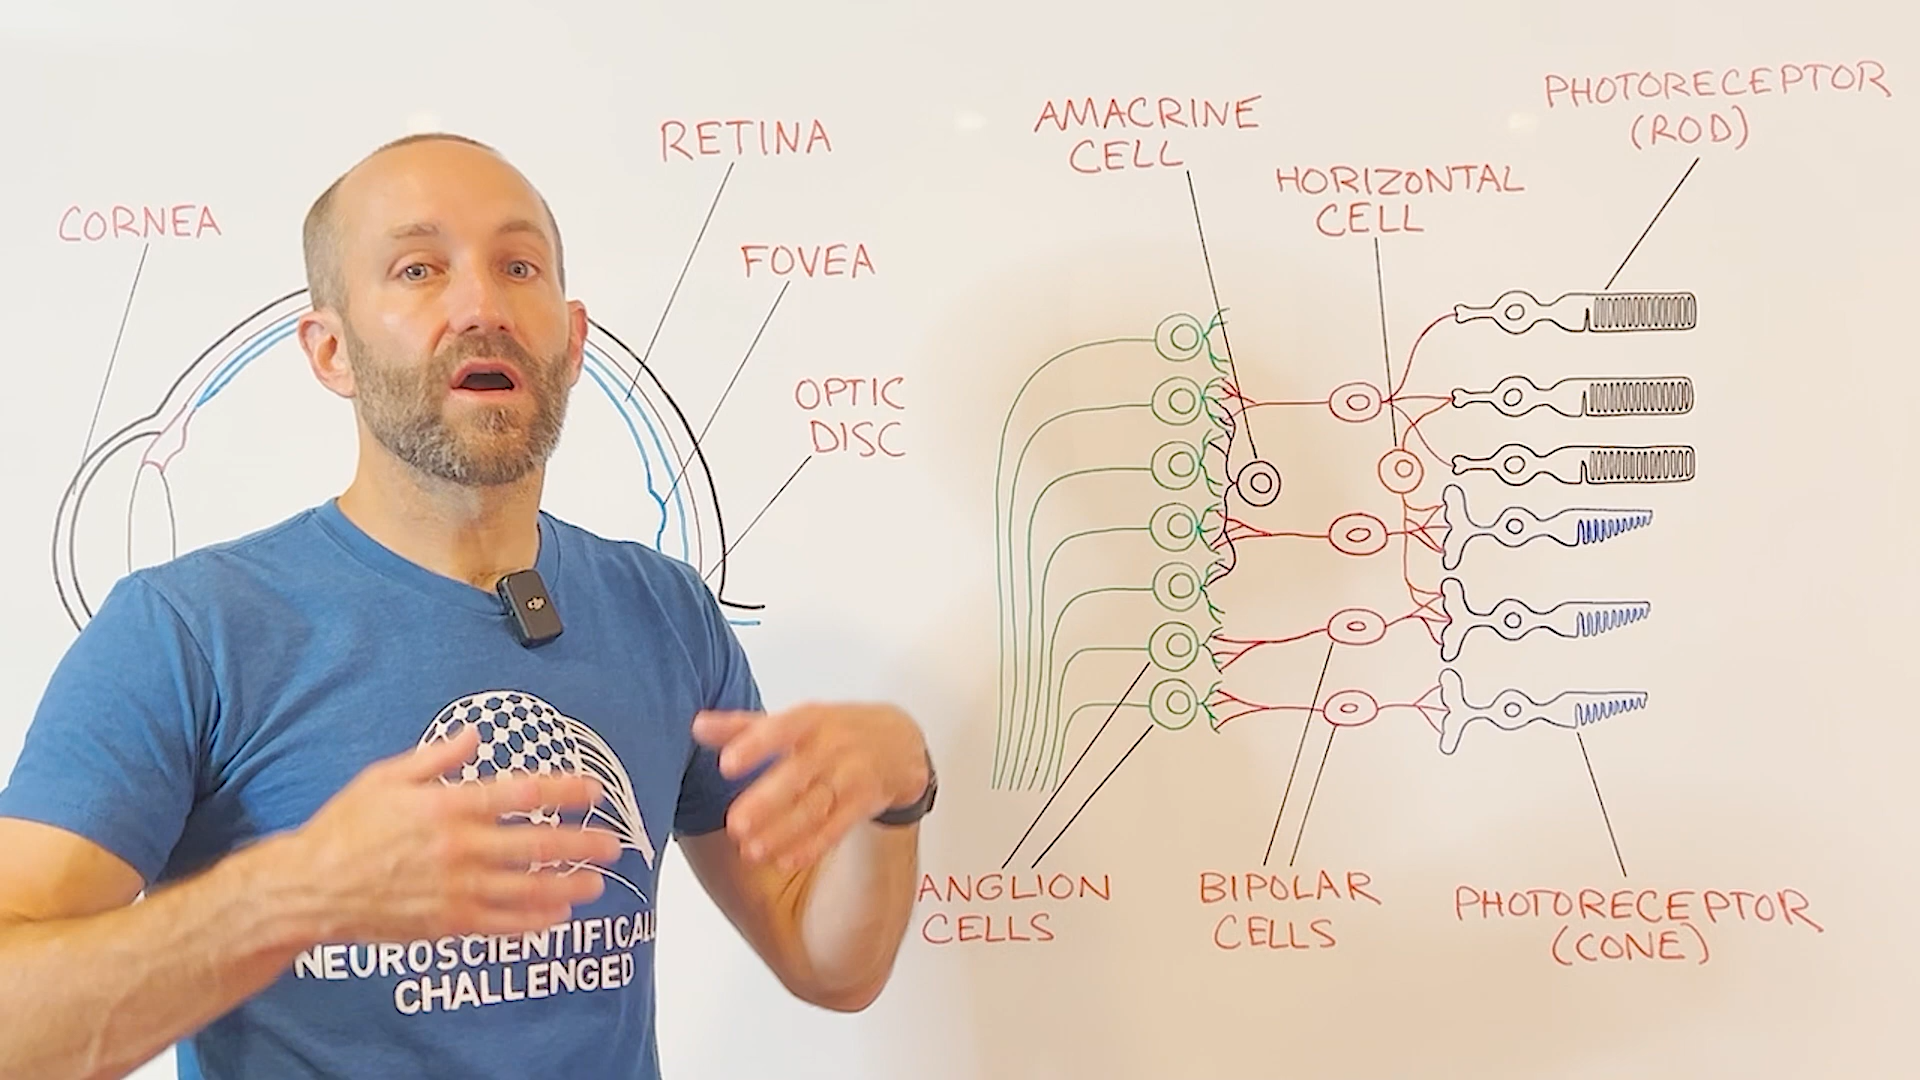 CORNEA
RETINA
FOVEA
OPTIC
DISC
AMACRINE
CELL
HORIZONTAL
CELL
PHOTORECEPTOR
(ROD)
ANGLION
CELLS
BIPOLAR
CELLS
PHOTORECEPTOR
(CONE)
NEUROSCIENTIFICALL
CHALLENGED